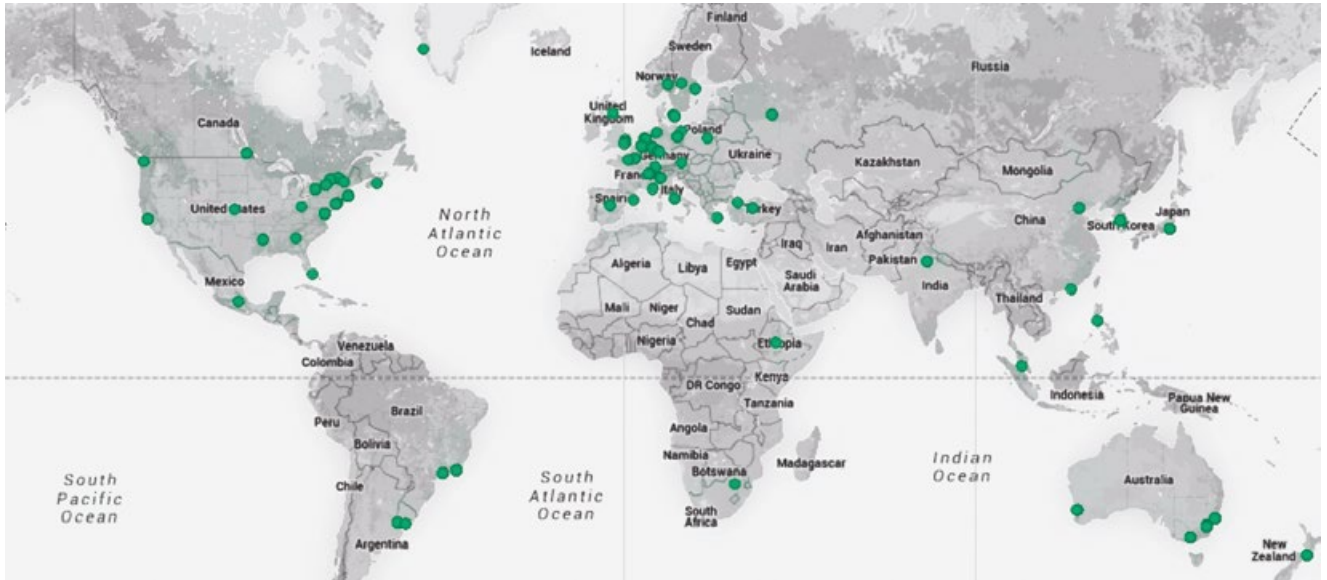 Finland
Sweden
Iceland
Norway
Russia
United
Kingdom
Canada
Poland
Germany
Ukraine
Kazakhstan
Mongolia
France
Italy
Spain
Turkey
United States
North
Atlantic
Ocean
China
South Korea
Japan
Afghanistan
Iraq
Iran
Pakistan
Algeria
Libya
Egypt
Saudi
Arabia
India
Mexico
Thailand
Mali
Niger
Sudan
Chad
Nigeria
Ethiopia
Venezuela
Colombia
DR Congo
Kenya
Tanzania
Indonesia
Papua New
Guinea
Brazil
Peru
Angola
Bolivia
Namibia
Botswana
Madagascar
Indian
Ocean
Australia
South
Pacific
Ocean
South
Atlantic
Ocean
Chile
South
Africa
Argentina
New
Zealand